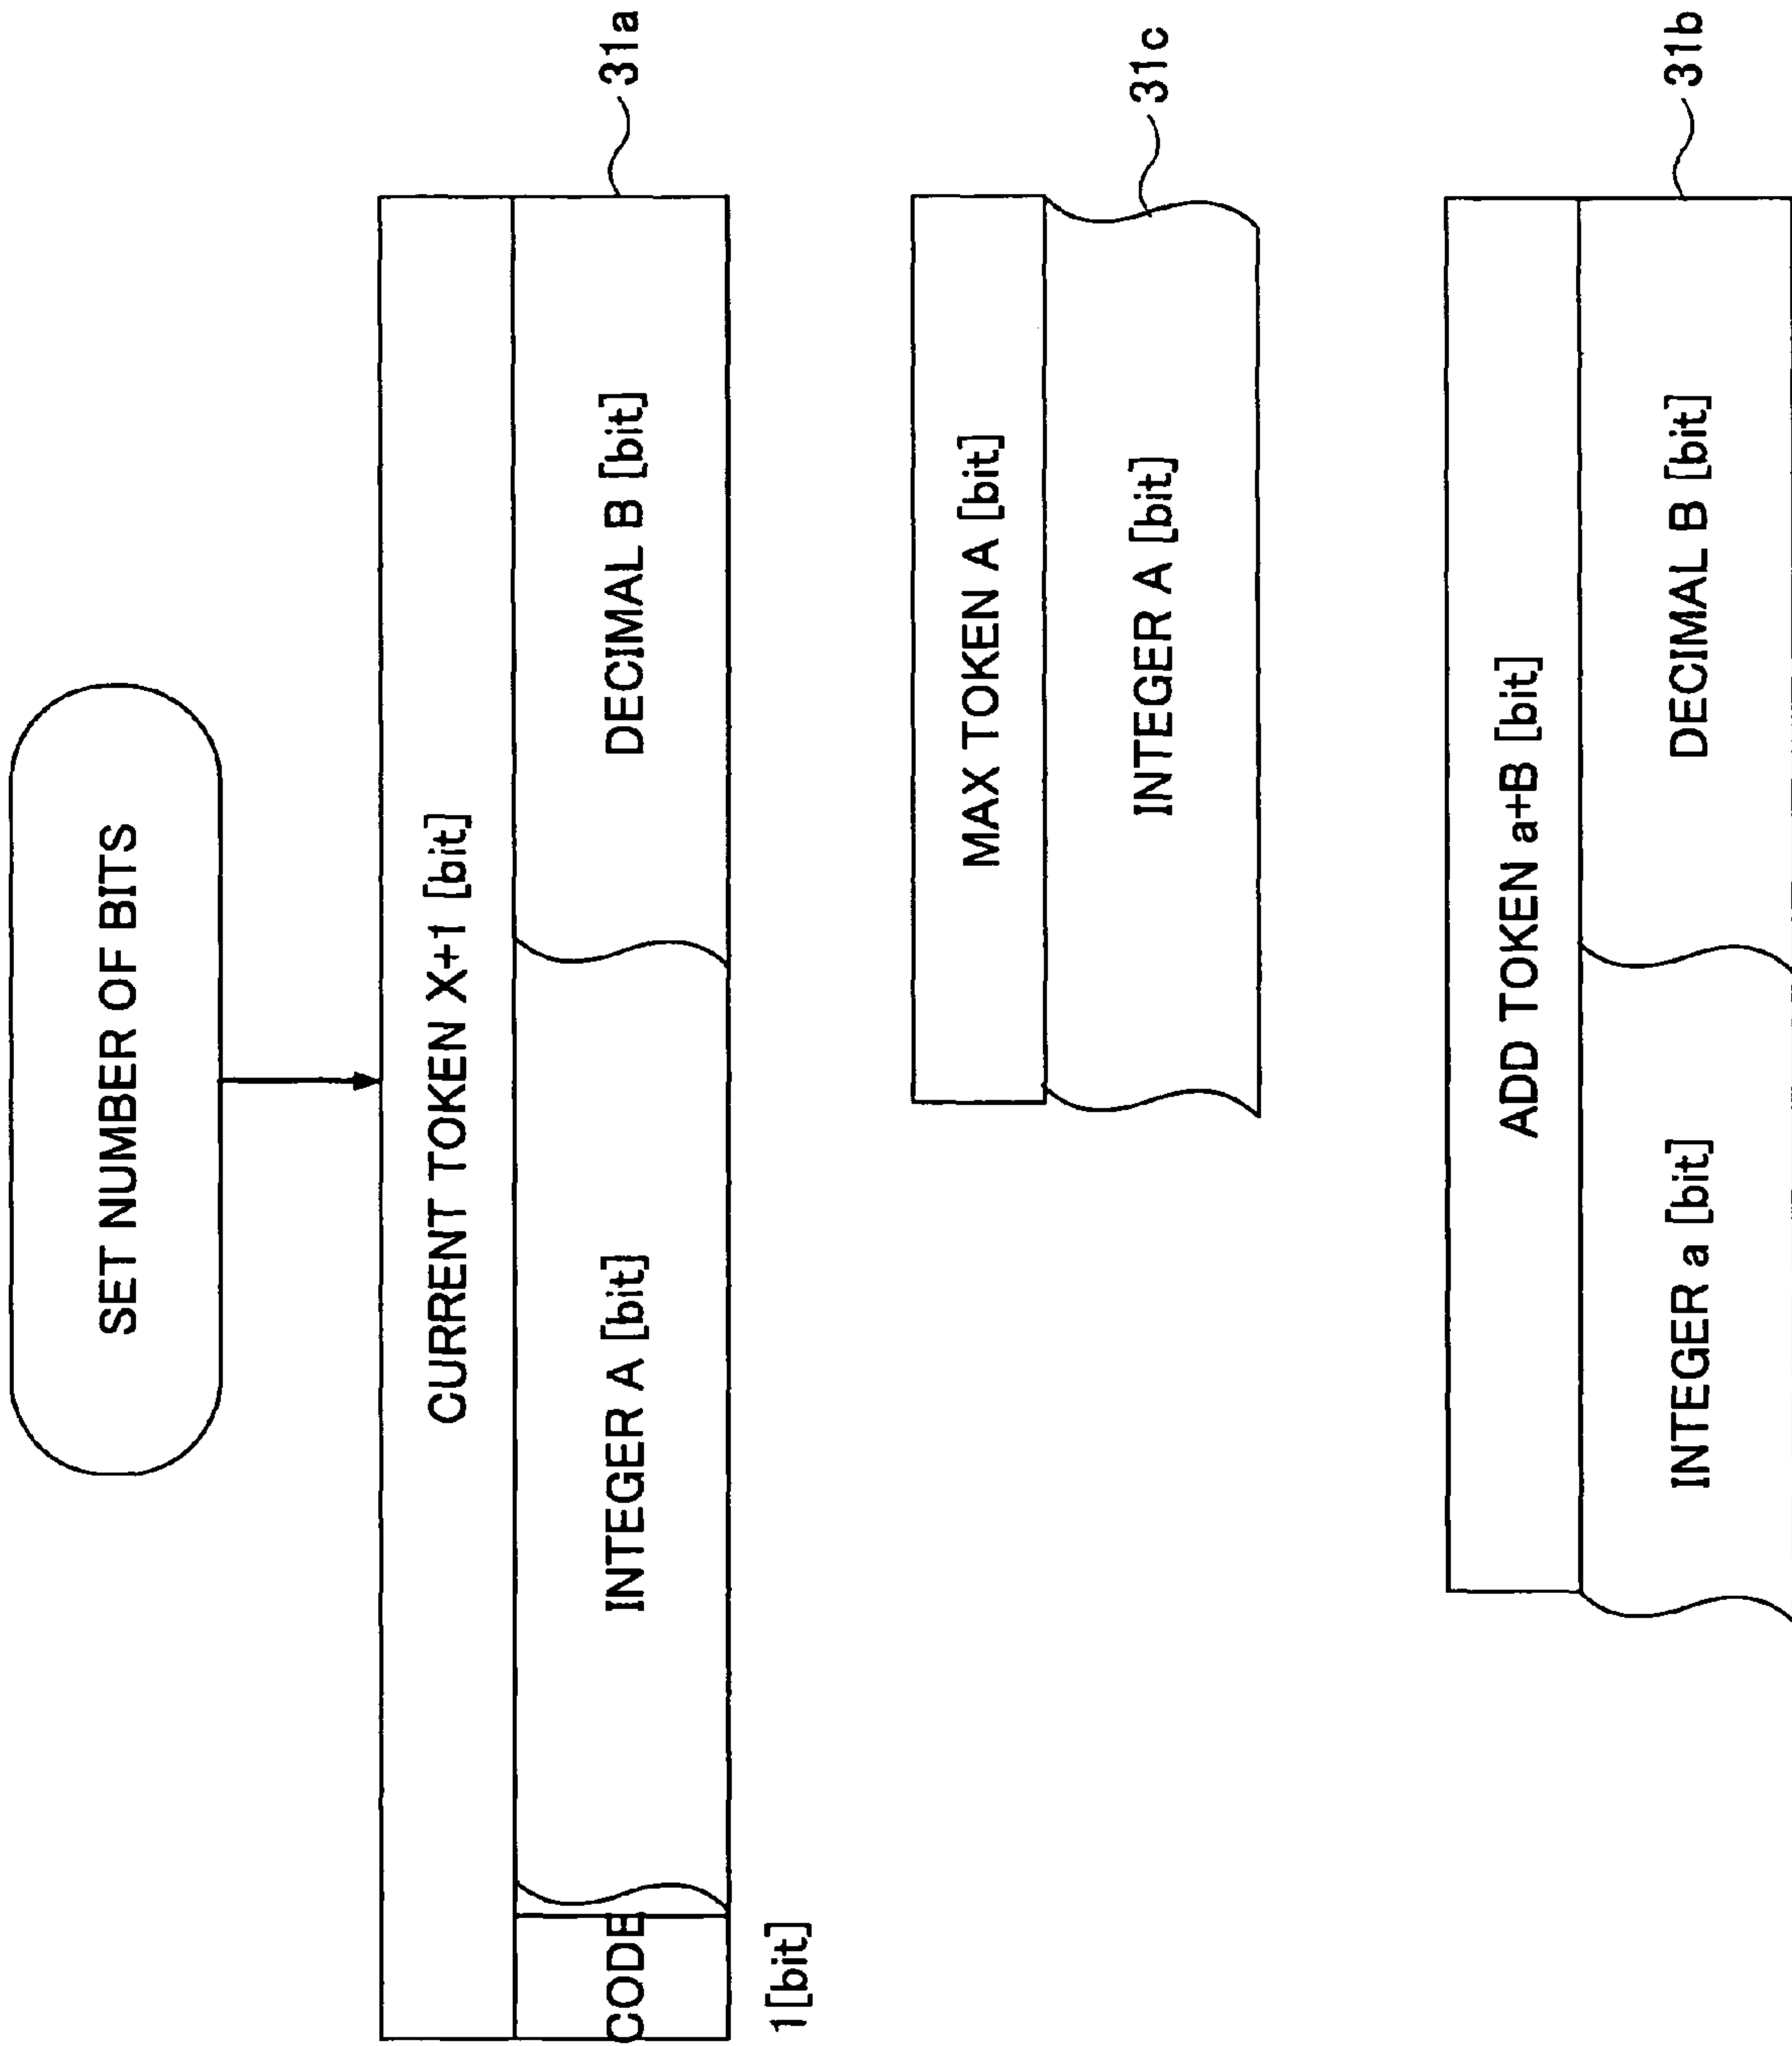 SET NUMBER OF BITS
CURRENT TOKEN X+1 [bit]
CODE
INTEGER A [bit]
DECIMAL B [bit]
31a
1[bit]
MAX TOKEN A [bit]
INTEGER A [bit]
31c
ADD TOKEN a+B [bit]
INTEGER a [bit]
DECIMAL B [bit]
31b